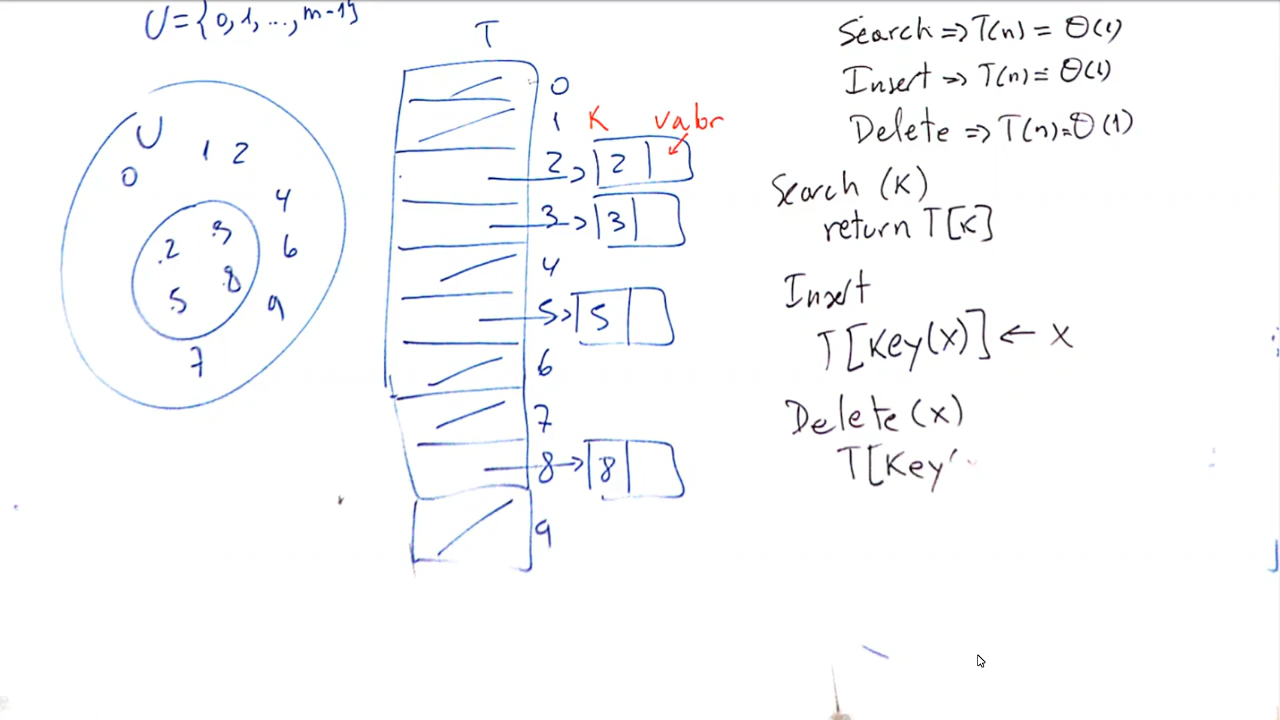 U={0,1,...,m-1}
U
0
1 2
4
6
9
7
.2 .3
.5 .8
T
0
1
2
3
4
5
6
7
8
9
K valor
2
3
5
8
Search => T(n) = Θ(1)
Insert => T(n) = Θ(1)
Delete => T(n)=Θ(1)
Search (K)
return T[K]
Insert
T[Key(x)] ← x
Delete (x)
T[Key